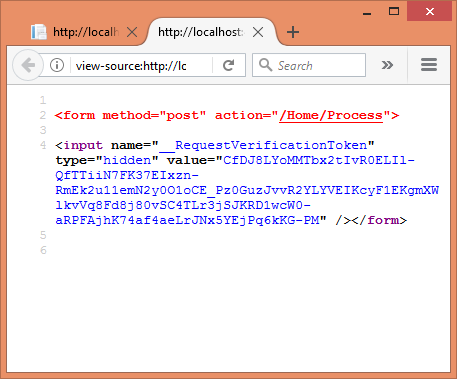 http://localh
http://localhost:
view-source:http://lc
Search
1
2 <form method="post" action="/Home/Process">
3
4 <input name="__RequestVerificationToken"
type="hidden" value="CfDJ8LYoMMTbx2tIvR0ELIl-
QfTTiiN7FK37EIxzn-
RmEk2u11emN2y0O1oCE_Pz0GuzJvvR2YLYVEIKcyF1EKgmXW
lkvVq8Fd8j80vSC4TLr3jSJKRD1wcW0-
aRPFAjhK74af4aeLrJNx5YEjPq6kKG-PM" /></form>
5
6